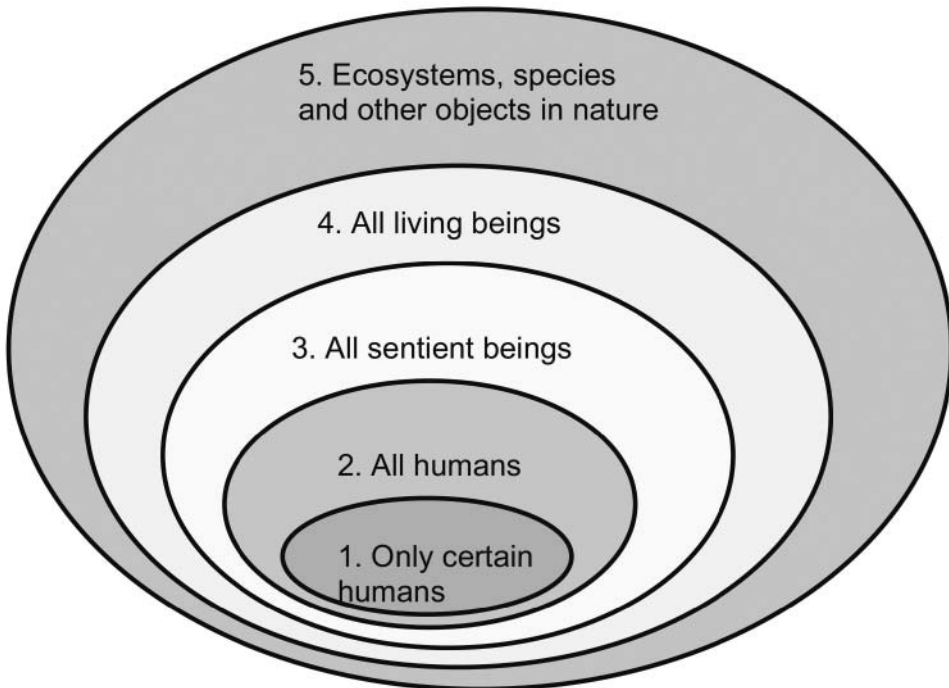 5. Ecosystems, species
and other objects in nature
4. All living beings
3. All sentient beings
2. All humans
1. Only certain
humans